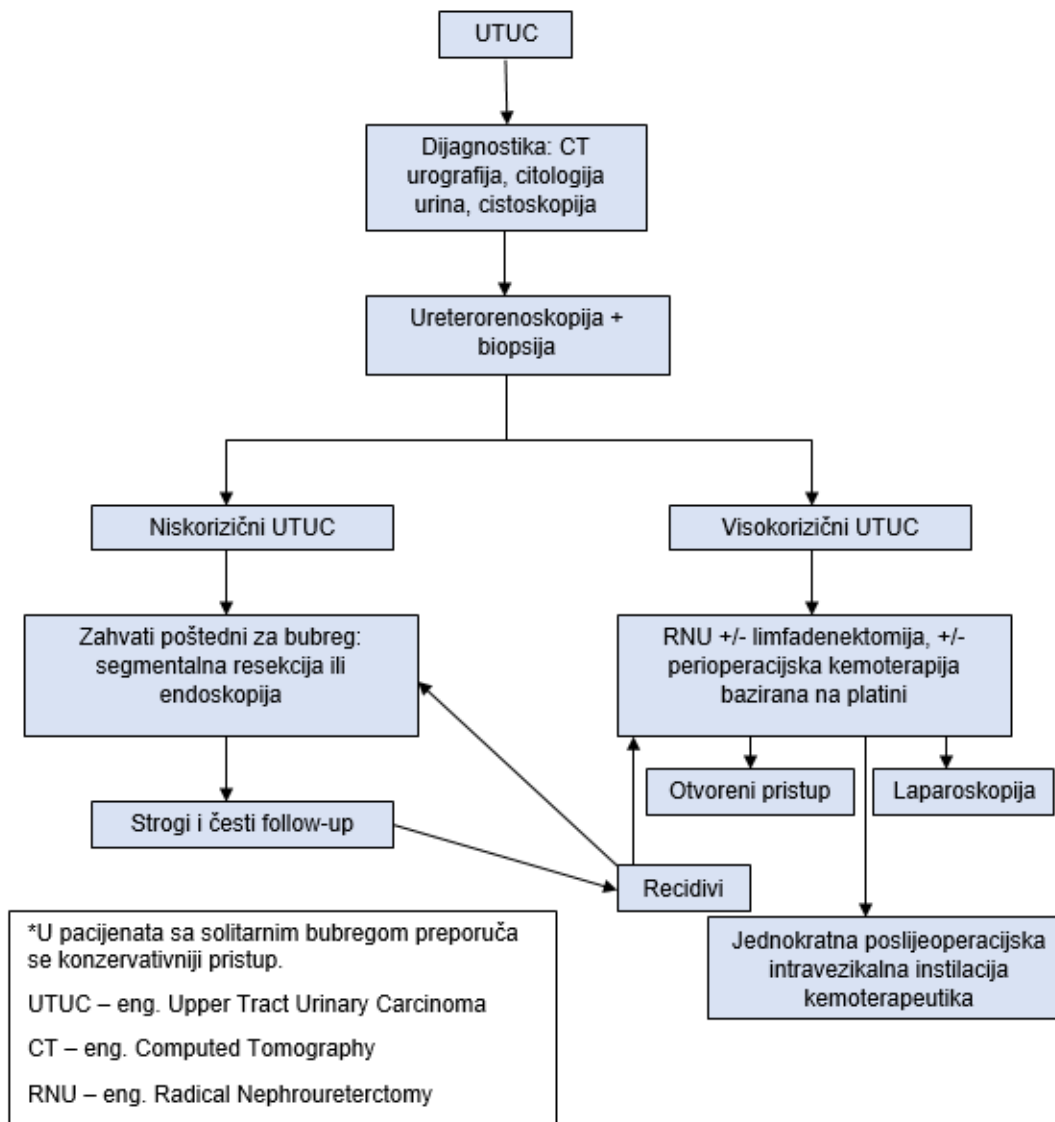 UTUC
Dijagnostika: CT
urografija, citologija
urina, cistoskopija
Ureterorenoskopija +
biopsija
Niskorizični UTUC
Visokorizični UTUC
Zahvati poštedni za bubreg:
segmentalna resekcija ili
endoskopija
RNU +/- limfadenektomija, +/-
perioperacijska kemoterapija
bazirana na platini
Otvoreni pristup
Laparoskopija
Strogi i česti follow-up
Recidivi
Jednokratna poslijeoperacijska
intravezikalna instilacija
kemoterapeutika
*U pacijenata sa solitarnim bubregom preporuča
se konzervativniji pristup.
UTUC – eng. Upper Tract Urinary Carcinoma
CT – eng. Computed Tomography
RNU – eng. Radical Nephroureterctomy